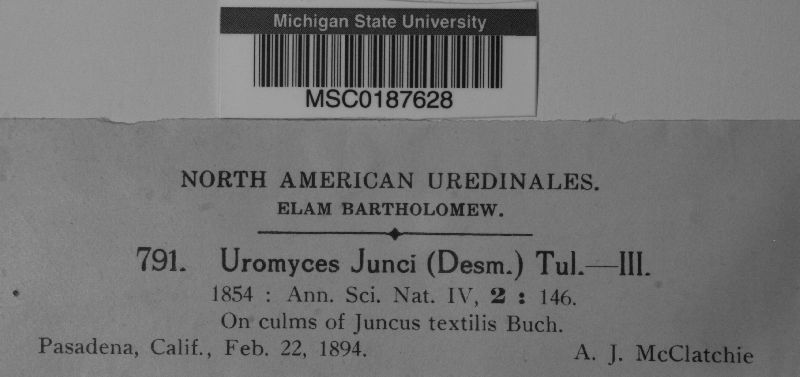 Michigan State University
MSC0187628
NORTH AMERICAN UREDINALES.
ELAM BARTHOLOMEW.
791. Uromyces Junci (Desm.) Tul.—III.
1854 : Ann. Sci. Nat. IV, 2 : 146.
On culms of Juncus textilis Buch.
Pasadena, Calif., Feb. 22, 1894. A. J. McClatchie